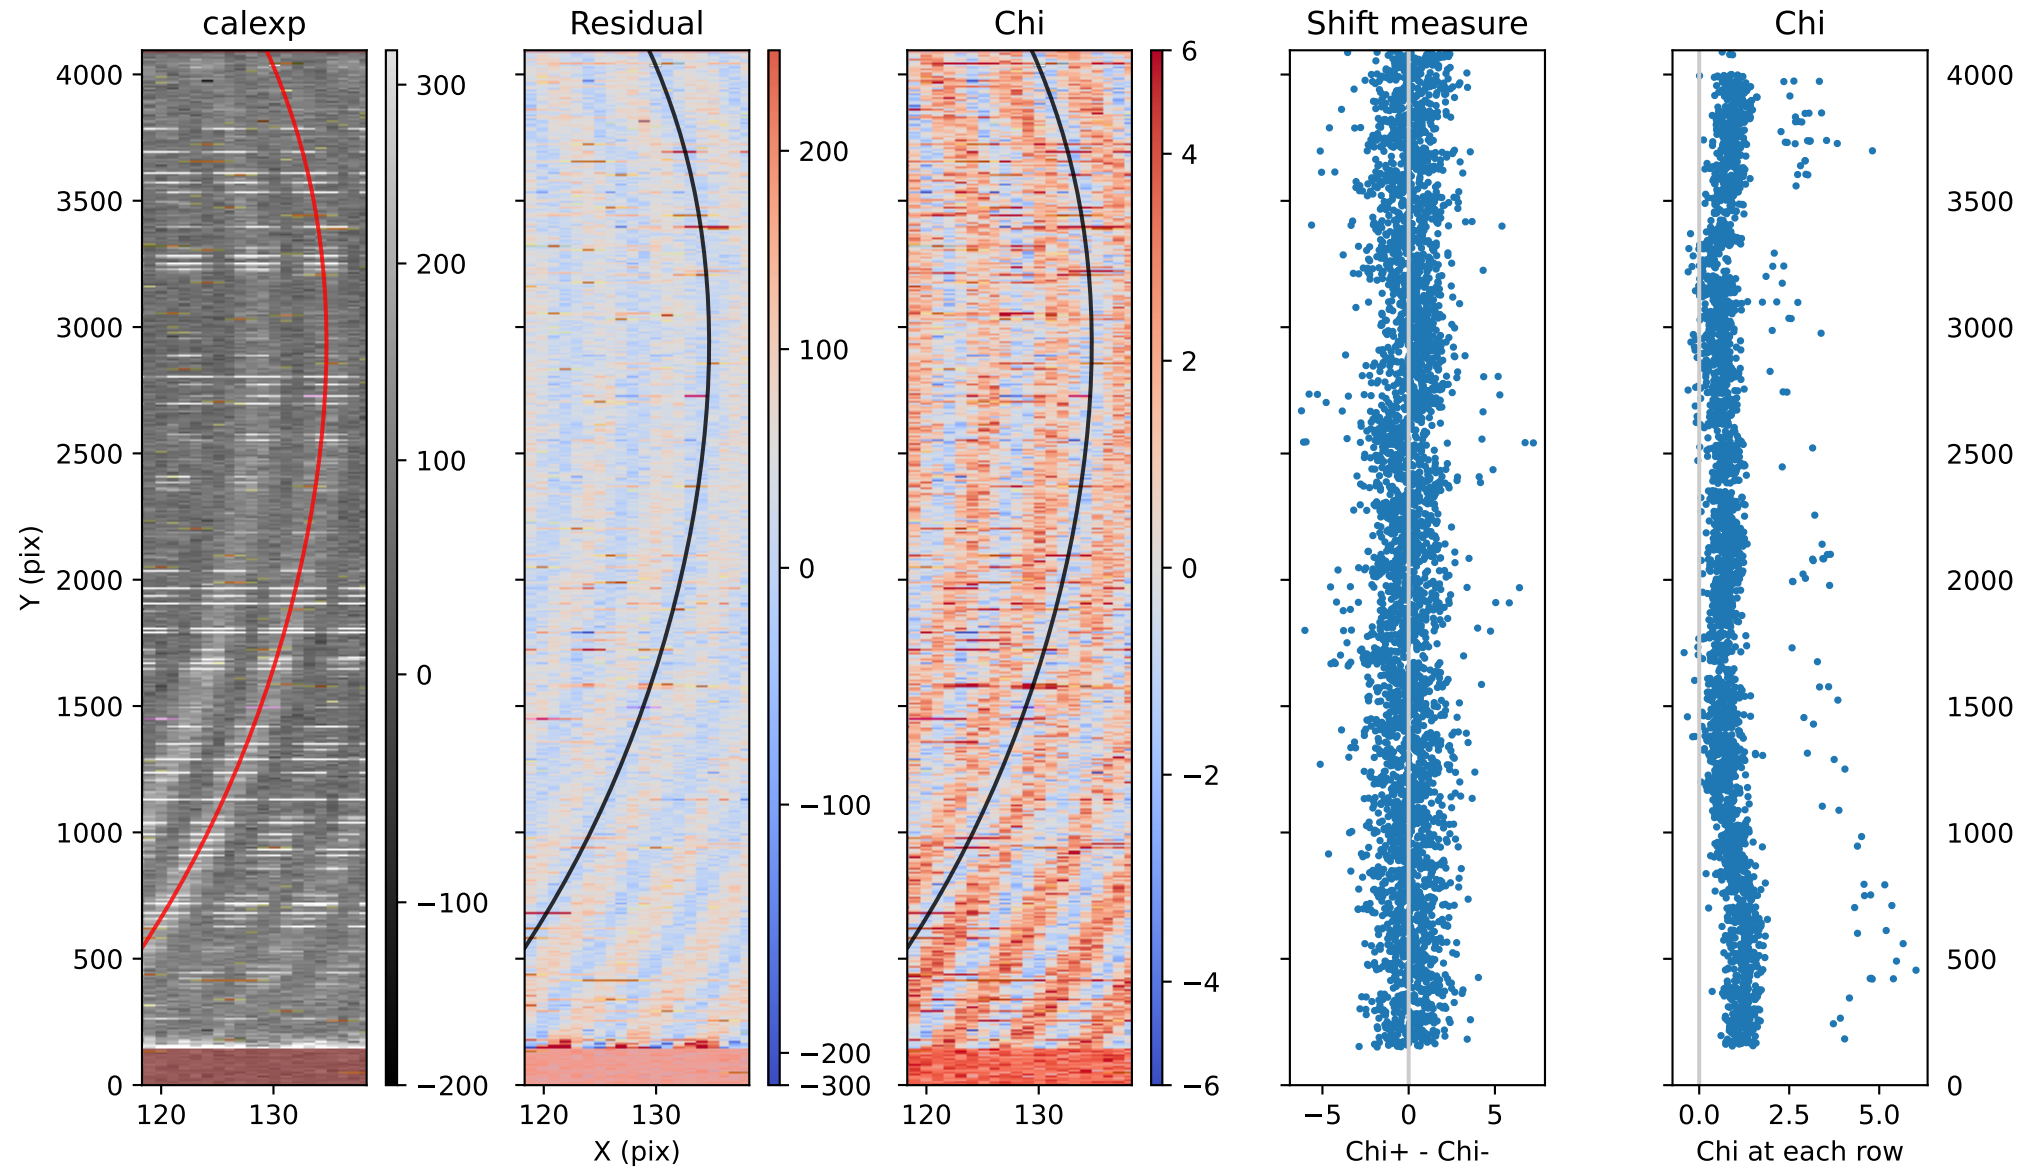 calexp Residual Chi Shift measure Chi
4000 300 200 6 4000
3500 200 4 3500
3000 100 2 3000
2500 100 2500
2000 0 0 2000
1500 0 −2 1500
1000 −100 1000
500 −100 −4 500
0 −200 −200 −300 −6 0
120 130 120 130 120 130 −5 0 5 0.0 2.5 5.0
Y (pix)
X (pix) Chi+ - Chi- Chi at each row